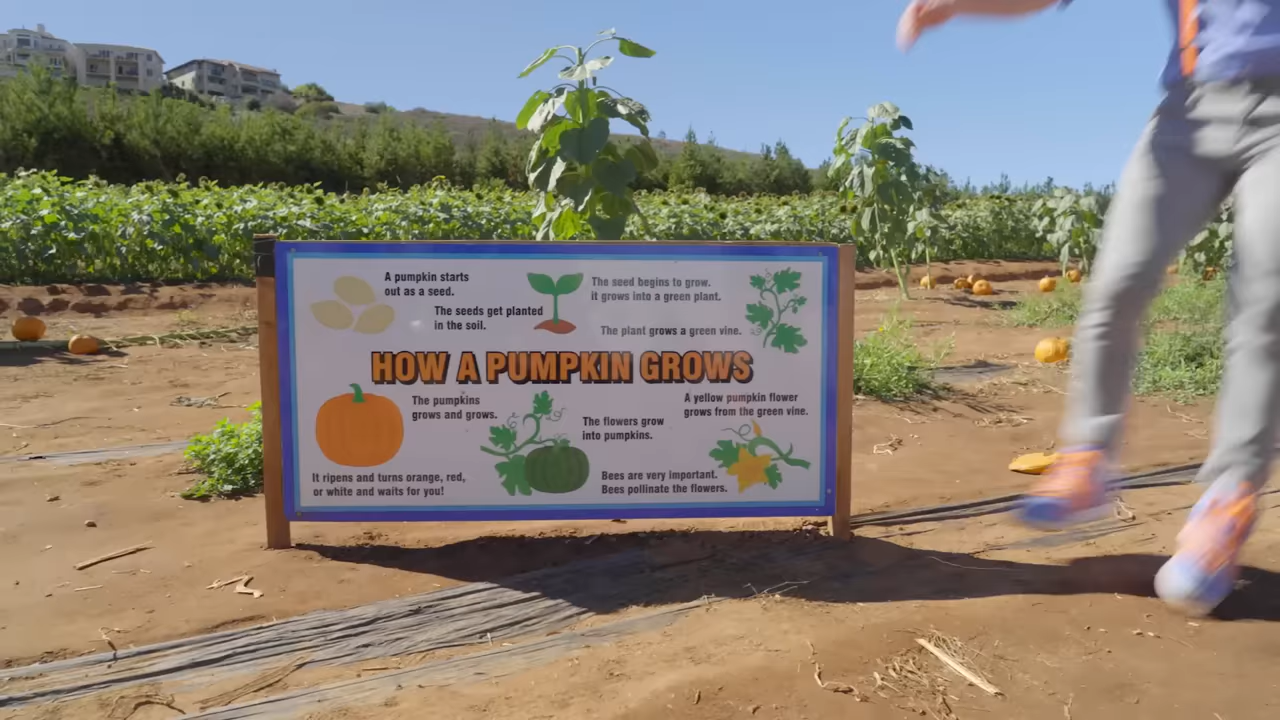 A pumpkin starts
out as a seed.
The seeds get planted
in the soil.
The seed begins to grow.
it grows into a green plant.
The plant grows a green vine.
HOW A PUMPKIN GROWS
A yellow pumpkin flower
grows from the green vine.
Bees are very important.
Bees pollinate the flowers.
The flowers grow
into pumpkins.
The pumpkins
grows and grows.
It ripens and turns orange, red,
or white and waits for you!